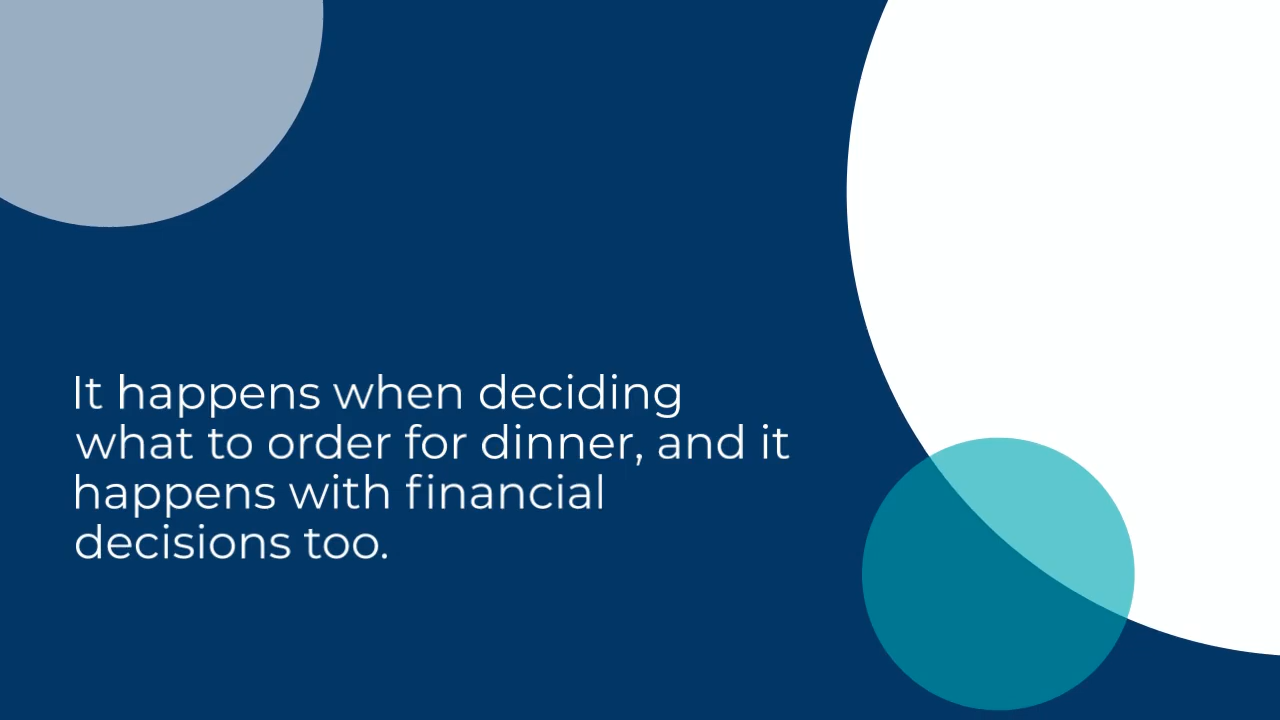 It happens when deciding
what to order for dinner, and it
happens with financial
decisions too.